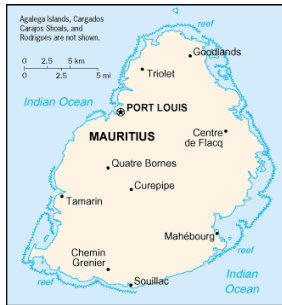 Agalega Islands, Cargados
Carajos Shoals, and
Rodrigues are not shown.
0 2.5 5 km
0 2.5 5 mi
reef
Goodlands
Triolet
Indian Ocean
PORT LOUIS
MAURITIUS
Centre
de Flacq
Quatre Bornes
Curepipe
Tamarin
Mahébourg
reef
Chemin
Grenier
Indian
Ocean
reef
Souillac